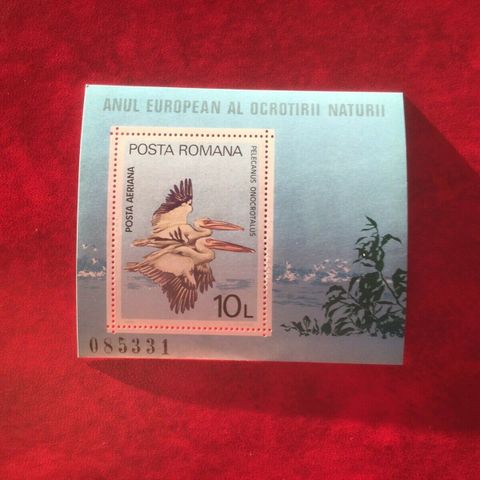 ANUL EUROPEAN AL OCROTIRII NATURII
POSTA ROMANA
POSTA AERIANA
PELECANUS ONOCROTALUS
10L
085331